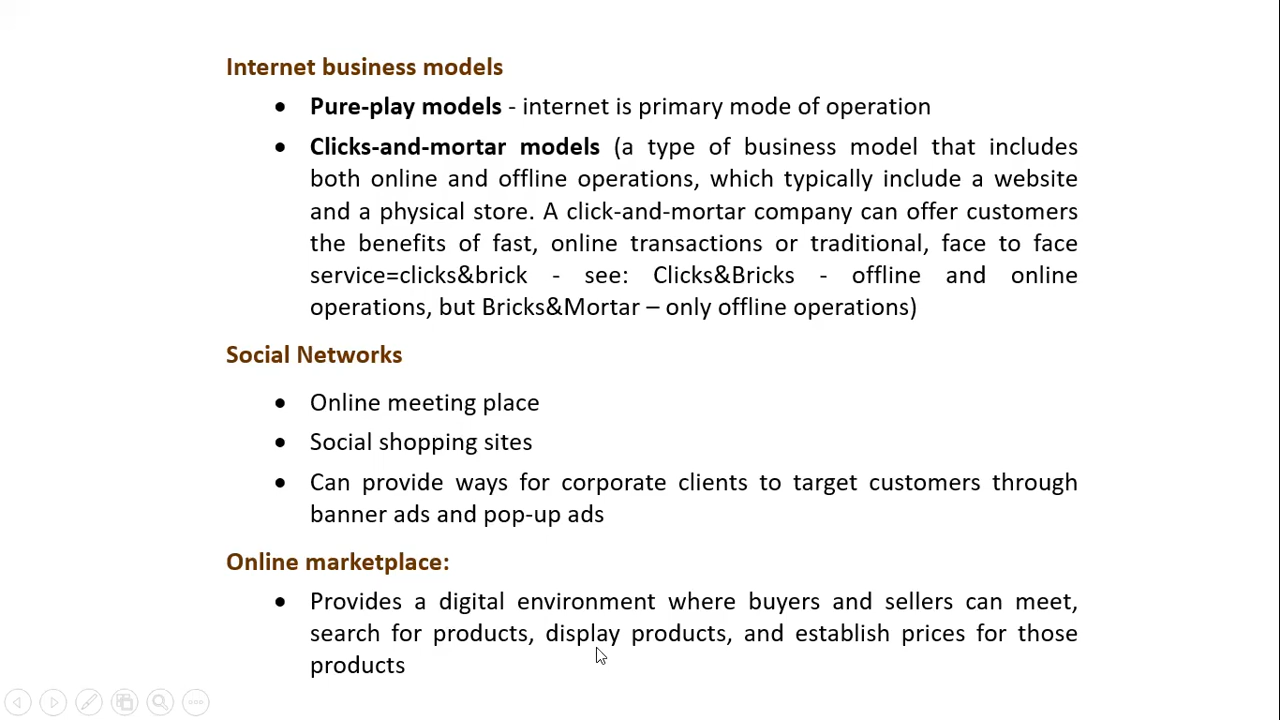 Internet business models
• Pure-play models - internet is primary mode of operation
• Clicks-and-mortar models (a type of business model that includes
both online and offline operations, which typically include a website
and a physical store. A click-and-mortar company can offer customers
the benefits of fast, online transactions or traditional, face to face
service=clicks&brick - see: Clicks&Bricks - offline and online
operations, but Bricks&Mortar – only offline operations)
Social Networks
• Online meeting place
• Social shopping sites
• Can provide ways for corporate clients to target customers through
banner ads and pop-up ads
Online marketplace:
• Provides a digital environment where buyers and sellers can meet,
search for products, display products, and establish prices for those
products